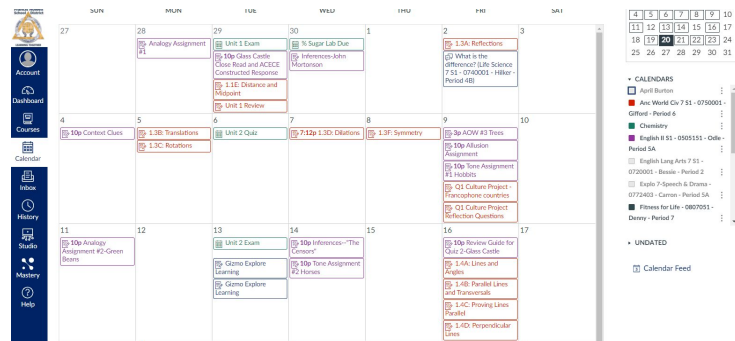 SUN MON TUE WED THU FRI SAT
27 28 29 30 1 2 3
Analogy Assignment
#1
Unit 1 Exam
10p Glass Castle
Close Read and ACECE
Constructed Response
1.1E: Distance and
Midpoint
Unit 1 Review
% Sugar Lab Due
Inferences-John
Mortonson
1.3A: Reflections
What is the
difference? (Life Science
7 S1 - 0740001 - Hilker -
Period 4B)
4 5 6 7 8 9 10
10p Context Clues
1.3B: Translations
1.3C: Rotations
Unit 2 Quiz
7:12p 1.3D: Dilations
1.3F: Symmetry
3p AOW #3 Trees
10p Allusion
Assignment
10p Tone Assignment
#1 Hobbits
Q1 Culture Project -
Francophone countries
Q1 Culture Project
Reflection Questions
11 12 13 14 15 16 17
10p Analogy
Assignment #2-Green
Beans
Unit 2 Exam
Gizmo Explore
Learning
Gizmo Explore
Learning
10p Inferences--"The
Censors"
10p Tone Assignment
#2 Horses
10p Review Guide for
Quiz 2-Glass Castle
1.4A: Lines and
Angles
1.4B: Parallel Lines
and Transversals
1.4C: Proving Lines
Parallel
1.4D: Perpendicular
Lines
Account
Dashboard
Courses
Calendar
Inbox
History
Studio
Mastery
Help
4 5 6 7 8 9 10
11 12 13 14 15 16 17
18 19 20 21 22 23 24
25 26 27 28 29 30 31
CALENDARS
April Burton
Anc World Civ 7 S1 - 0750001 -
Gifford - Period 6
Chemistry
English II S1 - 0505151 - Odle -
Period 5A
English Lang Arts 7 S1 -
0720001 - Bessie - Period 2
Explo 7-Speech & Drama -
0772403 - Carron - Period 5A
Fitness for Life - 0807051 -
Denny - Period 7
UNDATED
Calendar Feed